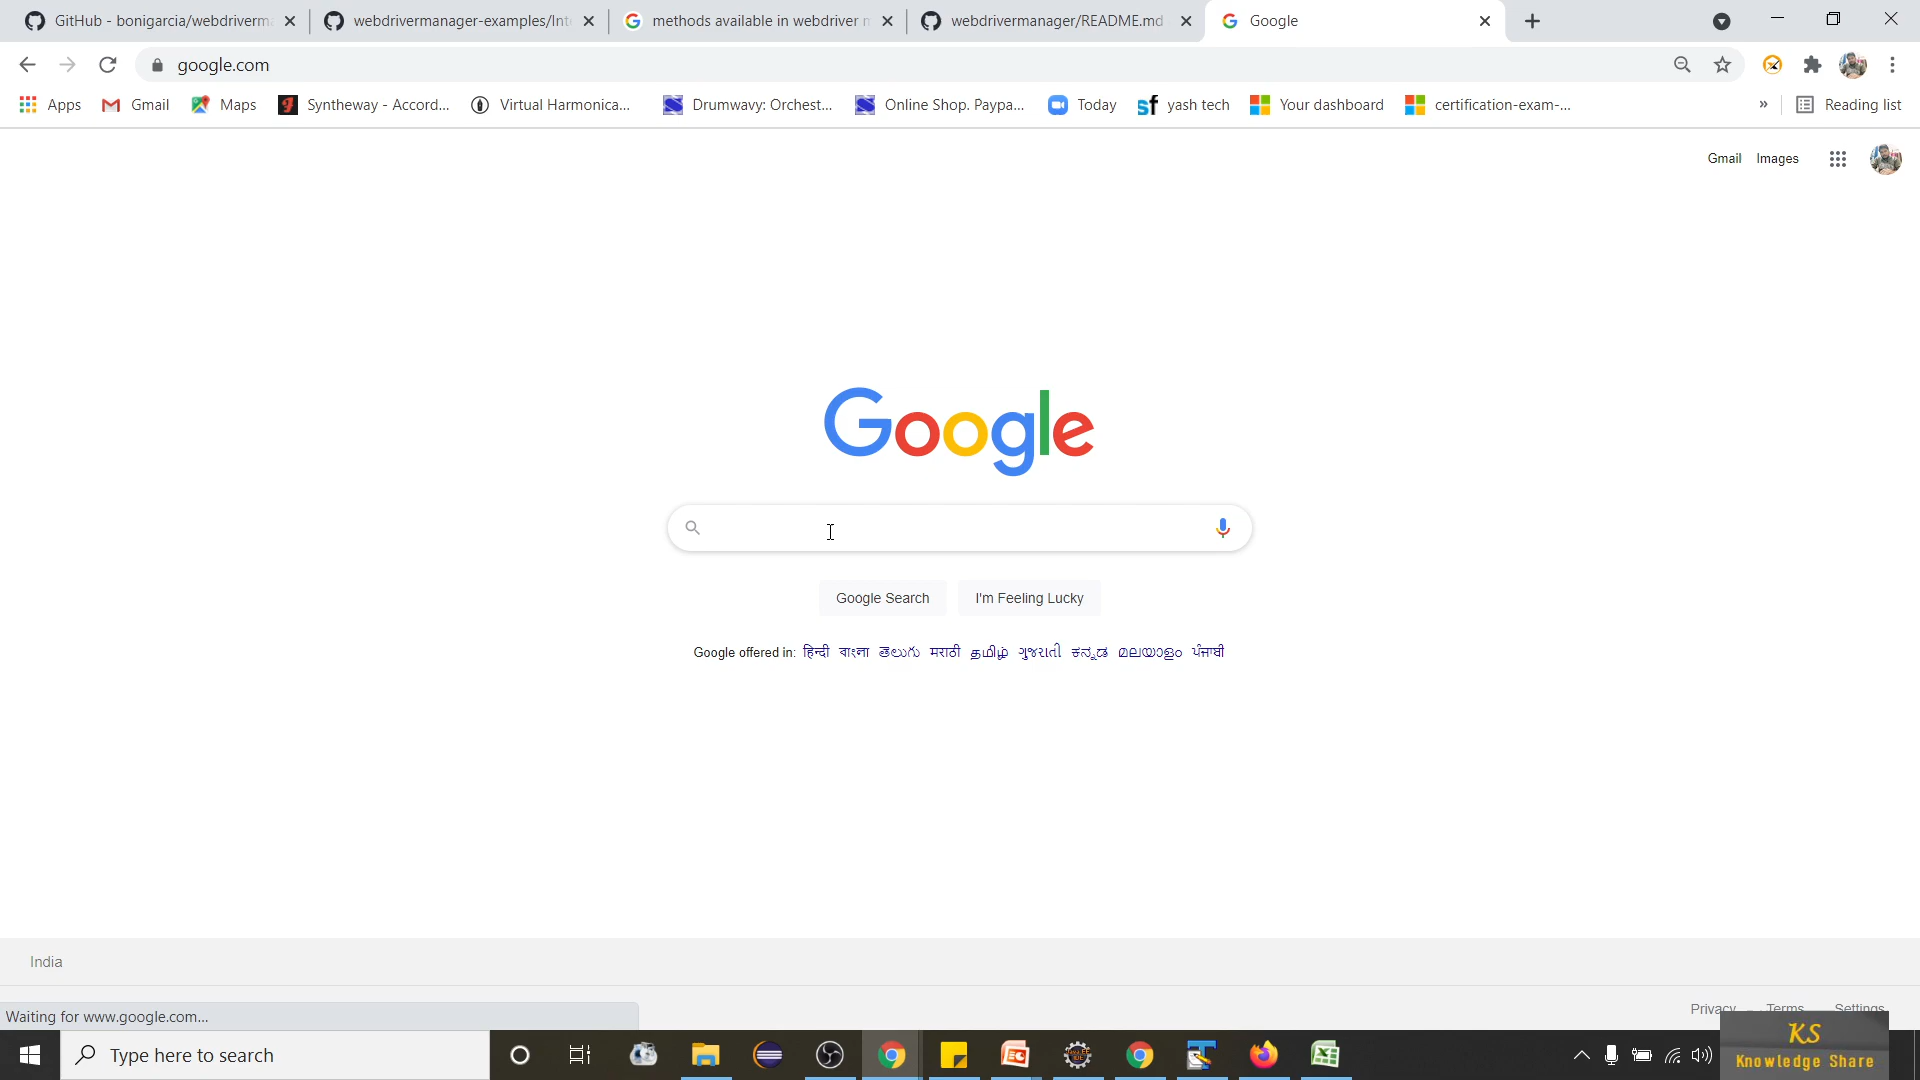 GitHub - bonigarcia/webdriverma
webdrivermanager-examples/Int
methods available in webdriver m
webdrivermanager/README.md
Google
google.com
Apps
Gmail
Maps
Syntheway - Accord...
Virtual Harmonica...
Drumwavy: Orchest...
Online Shop. Paypa...
Today
yash tech
Your dashboard
certification-exam-...
»
Reading list
Gmail Images
Google
Google Search
I'm Feeling Lucky
Google offered in: हिन्दी বাংলা తెలుగు मराठी தமிழ் ગુજરાતી ಕನ್ನಡ മലയാളം ਪੰਜਾਬੀ
India
Waiting for www.google.com...
Privacy Terms Settings
Type here to search
KS
Knowledge Share